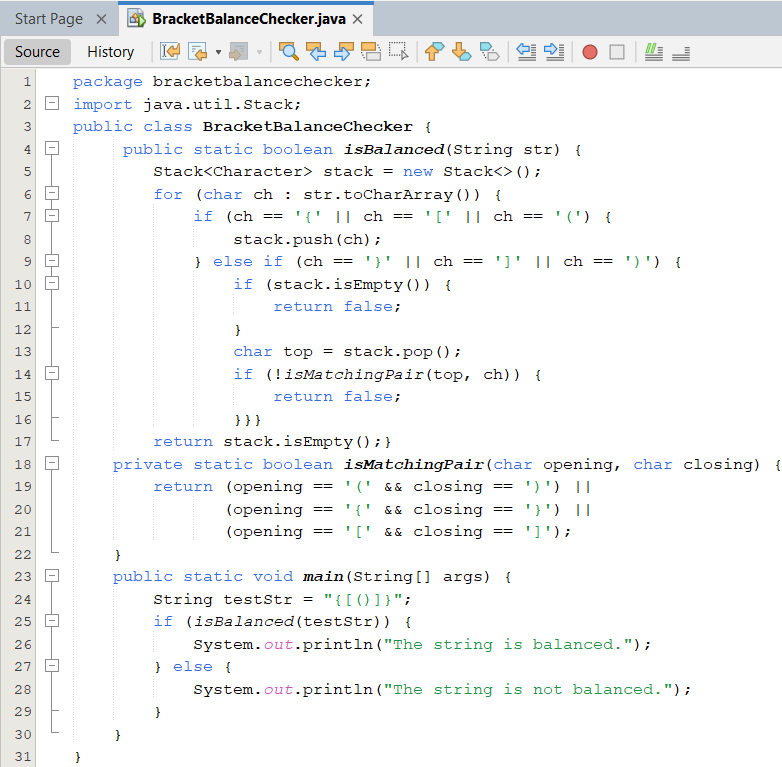 Start Page
BracketBalanceChecker.java
Source History
1 package bracketbalancechecker;
2 import java.util.Stack;
3 public class BracketBalanceChecker {
4 public static boolean isBalanced(String str) {
5 Stack<Character> stack = new Stack<>();
6 for (char ch : str.toCharArray()) {
7 if (ch == '{' || ch == '[' || ch == '(') {
8 stack.push(ch);
9 } else if (ch == '}' || ch == ']' || ch == ')') {
10 if (stack.isEmpty()) {
11 return false;
12 }
13 char top = stack.pop();
14 if (!isMatchingPair(top, ch)) {
15 return false;
16 }}}
17 return stack.isEmpty();}
18 private static boolean isMatchingPair(char opening, char closing) {
19 return (opening == '(' && closing == ')') ||
20 (opening == '{' && closing == '}') ||
21 (opening == '[' && closing == ']');
22 }
23 public static void main(String[] args) {
24 String testStr = "{[()]}";
25 if (isBalanced(testStr)) {
26 System.out.println("The string is balanced.");
27 } else {
28 System.out.println("The string is not balanced.");
29 }
30 }
31 }